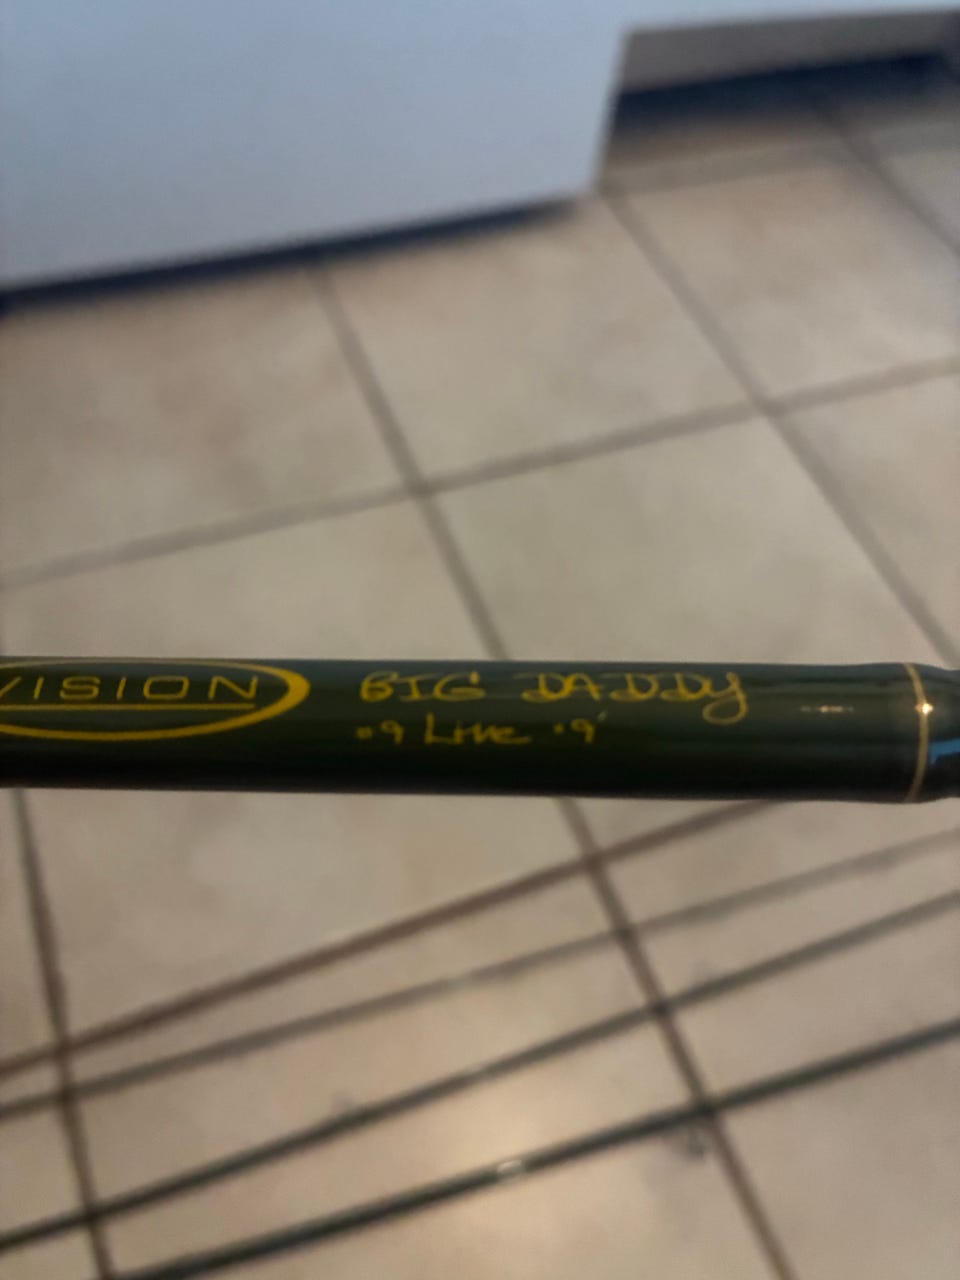 VISION
BIG DADDY
#9 Line • 9'